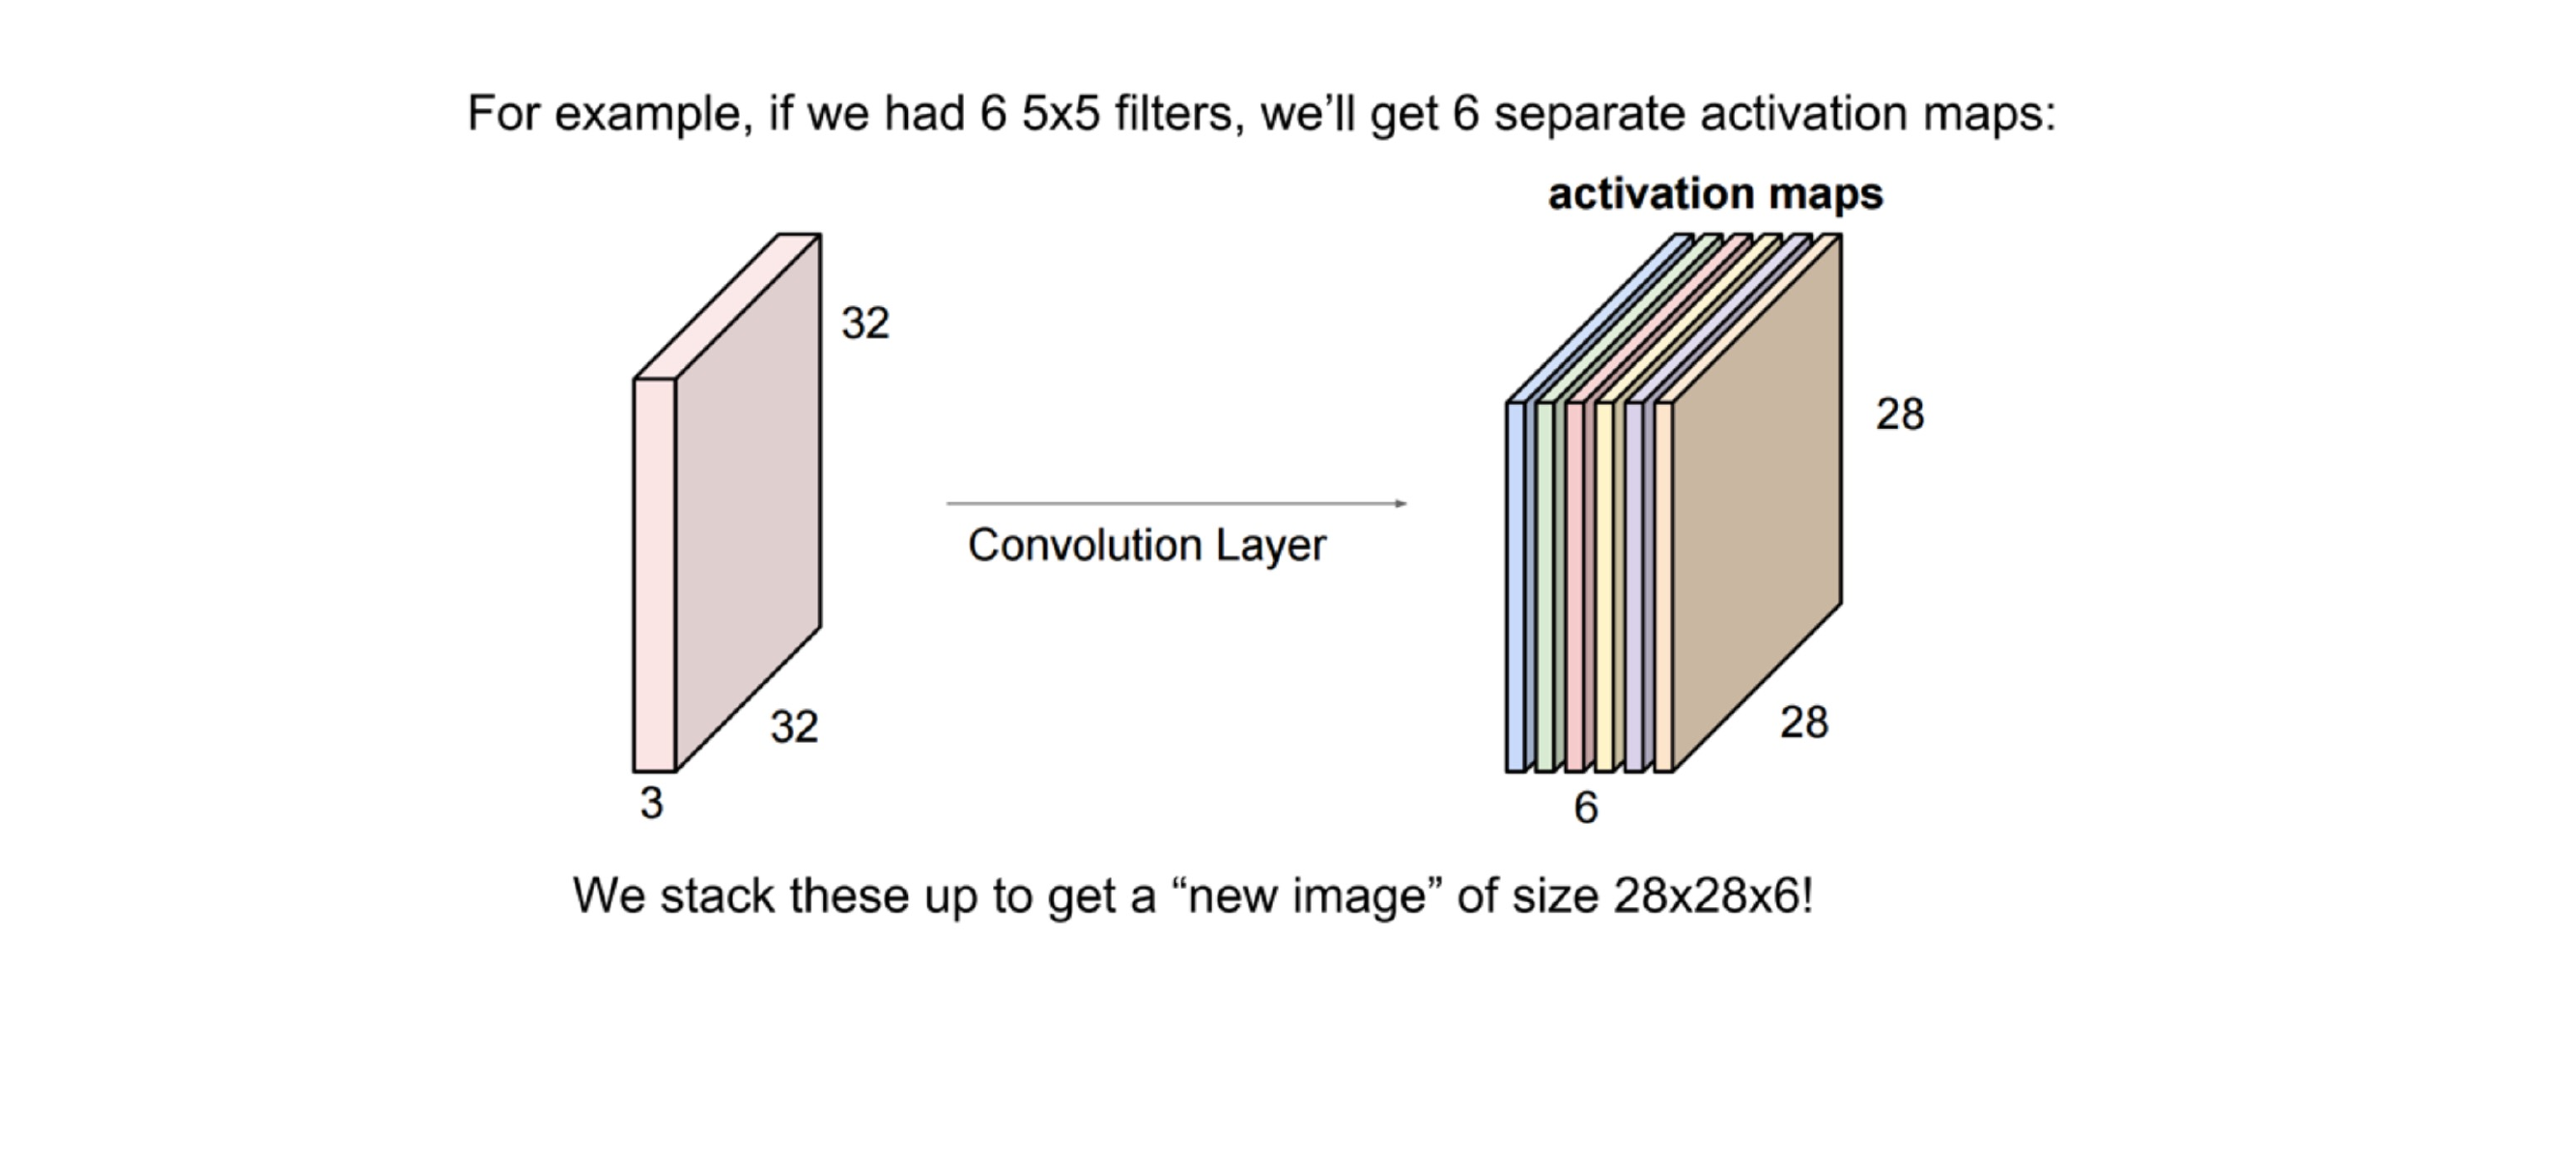 For example, if we had 6 5x5 filters, we’ll get 6 separate activation maps:
activation maps
32
28
Convolution Layer
32
28
3
6
We stack these up to get a “new image” of size 28x28x6!